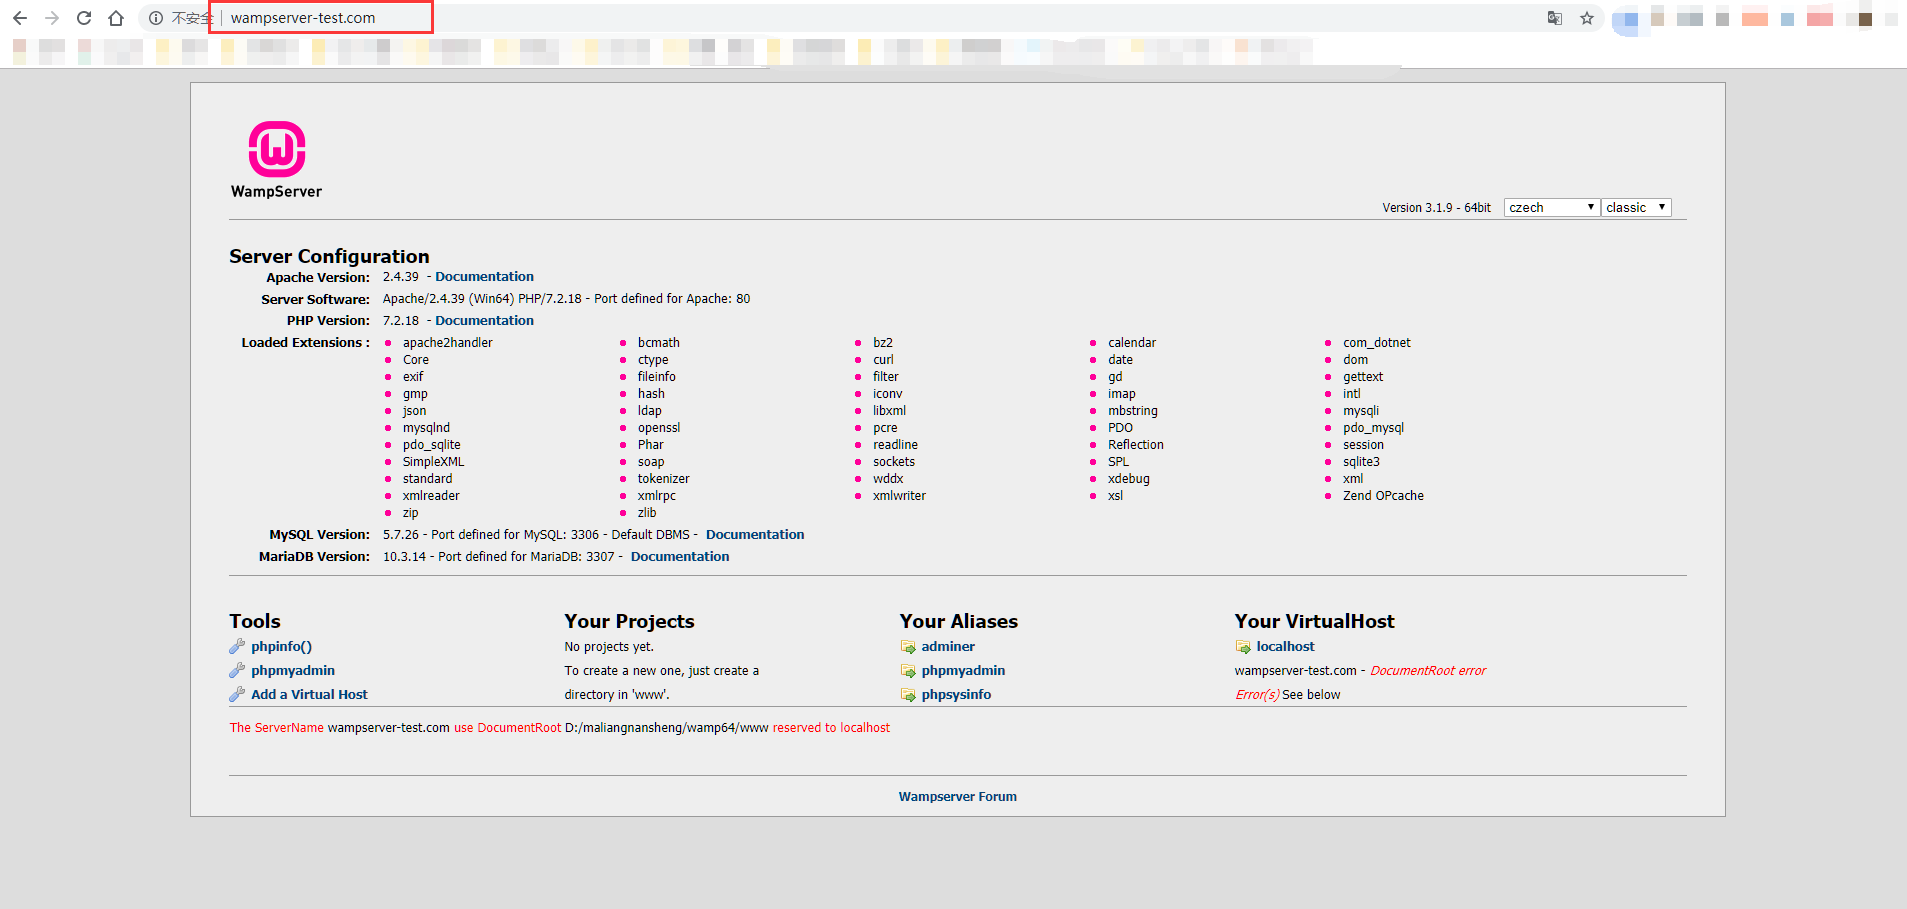 不安全 wampserver-test.com
WampServer
Version 3.1.9 - 64bit czech classic
Server Configuration
Apache Version: 2.4.39 - Documentation
Server Software: Apache/2.4.39 (Win64) PHP/7.2.18 - Port defined for Apache: 80
PHP Version: 7.2.18 - Documentation
Loaded Extensions : apache2handler bcmath bz2 calendar com_dotnet
Core ctype curl date dom
exif fileinfo filter gd gettext
gmp hash iconv imap intl
json ldap libxml mbstring mysqli
mysqlnd openssl pcre PDO pdo_mysql
pdo_sqlite Phar readline Reflection session
SimpleXML soap sockets SPL sqlite3
standard tokenizer wddx xdebug xml
xmlreader xmlrpc xmlwriter xsl Zend OPcache
zip zlib
MySQL Version: 5.7.26 - Port defined for MySQL: 3306 - Default DBMS - Documentation
MariaDB Version: 10.3.14 - Port defined for MariaDB: 3307 - Documentation
Tools
phpinfo()
phpmyadmin
Add a Virtual Host
Your Projects
No projects yet.
To create a new one, just create a
directory in 'www'.
Your Aliases
adminer
phpmyadmin
phpsysinfo
Your VirtualHost
localhost
wampserver-test.com - DocumentRoot error
Error(s) See below
The ServerName wampserver-test.com use DocumentRoot D:/maliangnansheng/wamp64/www reserved to localhost
Wampserver Forum